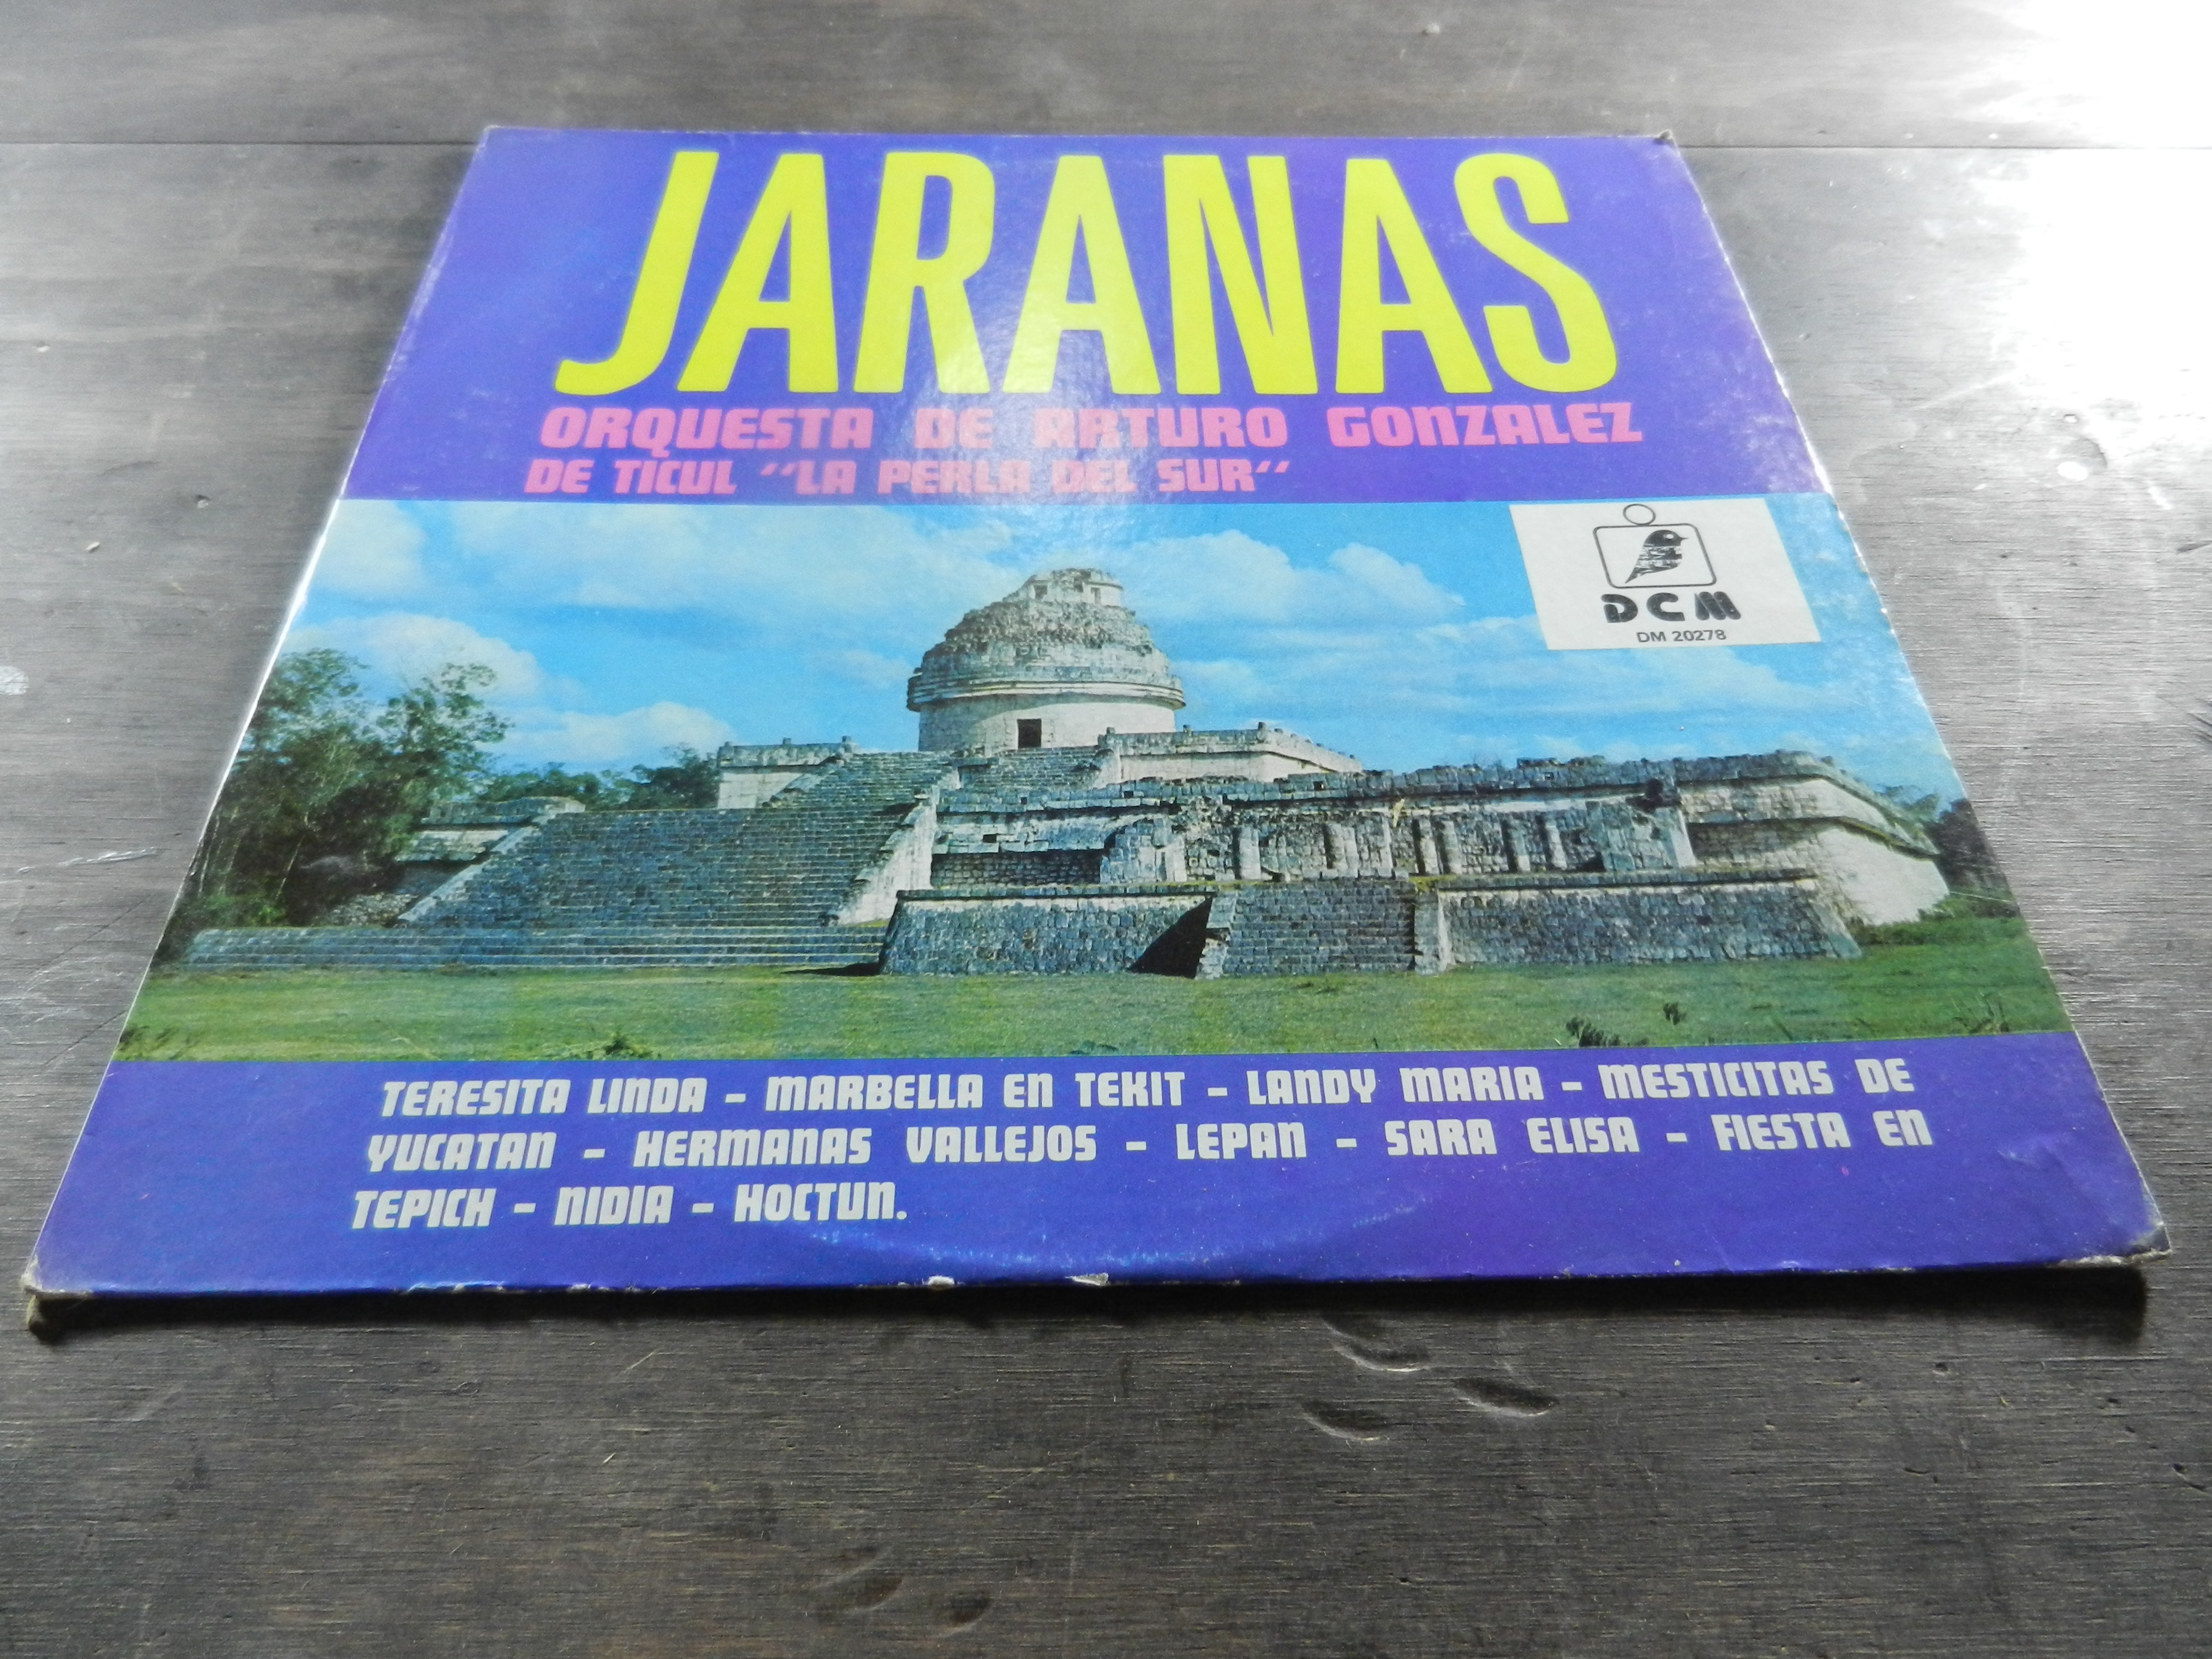 JARANAS
ORQUESTA DE ARTURO GONZALEZ
DE TICUL "LA PERLA DEL SUR"
DCM
DM 20278
TERESITA LINDA - MARBELLA EN TEKIT - LANDY MARIA - MESTICITAS DE
YUCATAN - HERMANAS VALLEJOS - LEPAN - SARA ELISA - FIESTA EN
TEPICH - NIDIA - HOCTUN.